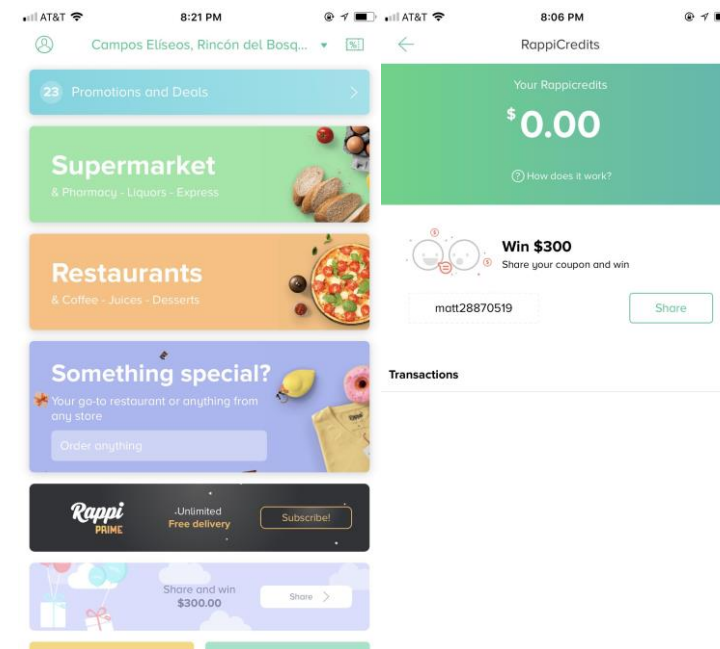 AT&T
8:21 PM
Campos Elíseos, Rincón del Bosq...
%
23 Promotions and Deals
Supermarket
& Pharmacy - Liquors - Express
Restaurants
& Coffee - Juices - Desserts
Something special?
Your go-to restaurant or anything from
any store
Order anything
Rappi
PRIME
Unlimited
Free delivery
Subscribe!
Share and win
$300.00
Share
AT&T
8:06 PM
RappiCredits
Your Rappicredits
$0.00
? How does it work?
Win $300
Share your coupon and win
matt28870519
Share
Transactions